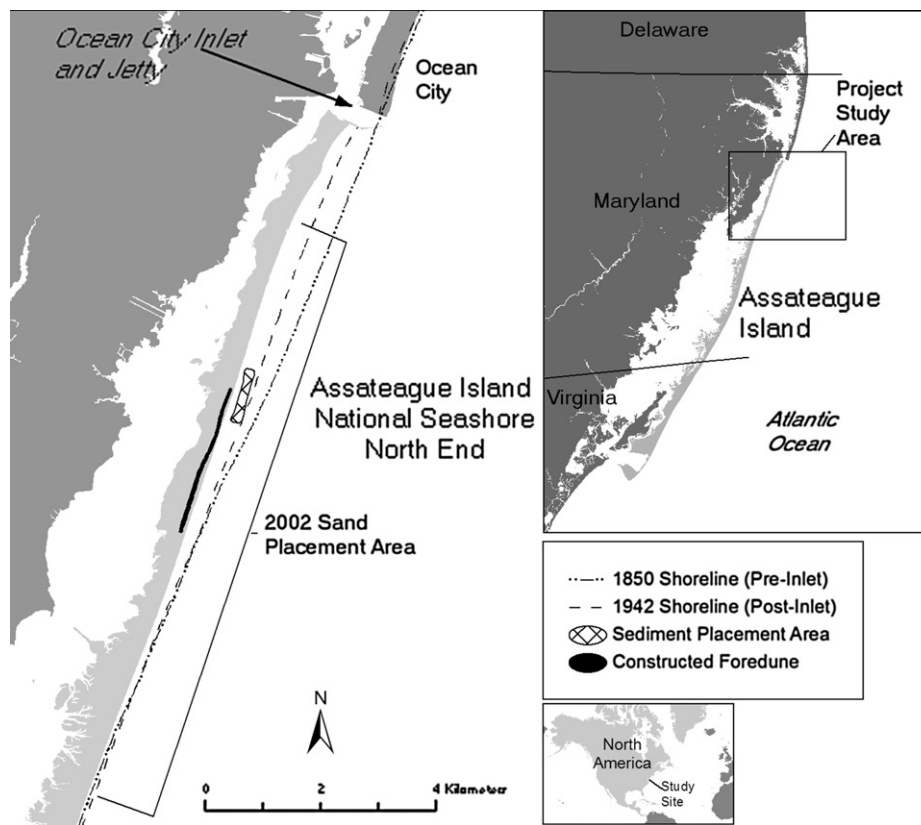 Ocean City Inlet
and Jetty
Ocean
City
Assateague Island
National Seashore
North End
2002 Sand
Placement Area
N
0 2 4 Kilometers
Delaware
Project
Study
Area
Maryland
Assateague
Island
Virginia
Atlantic
Ocean
1850 Shoreline (Pre-Inlet)
1942 Shoreline (Post-Inlet)
Sediment Placement Area
Constructed Foredune
North
America
Study
Site